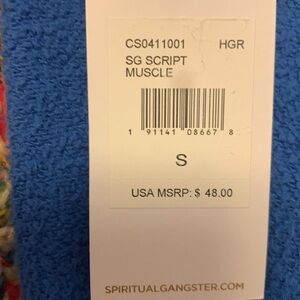 CS0411001 HGR
SG SCRIPT
MUSCLE
1 91141 08667 8
S
USA MSRP: $ 48.00
SPIRITUALGANGSTER.COM